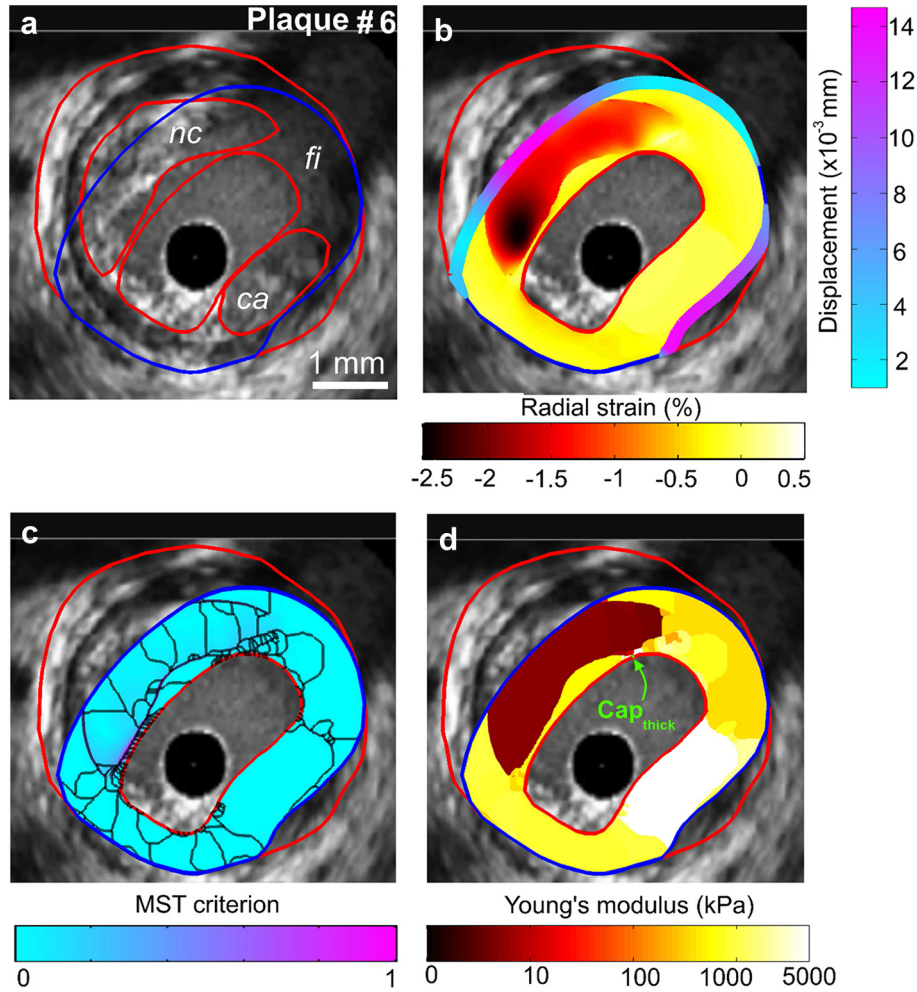 a
Plaque #6
nc
fi
ca
1 mm
b
Displacement (x10⁻³ mm)
14
12
10
8
6
4
2
Radial strain (%)
-2.5 -2 -1.5 -1 -0.5 0 0.5
c
MST criterion
0 1
d
Cap thick
Young's modulus (kPa)
0 10 100 1000 5000